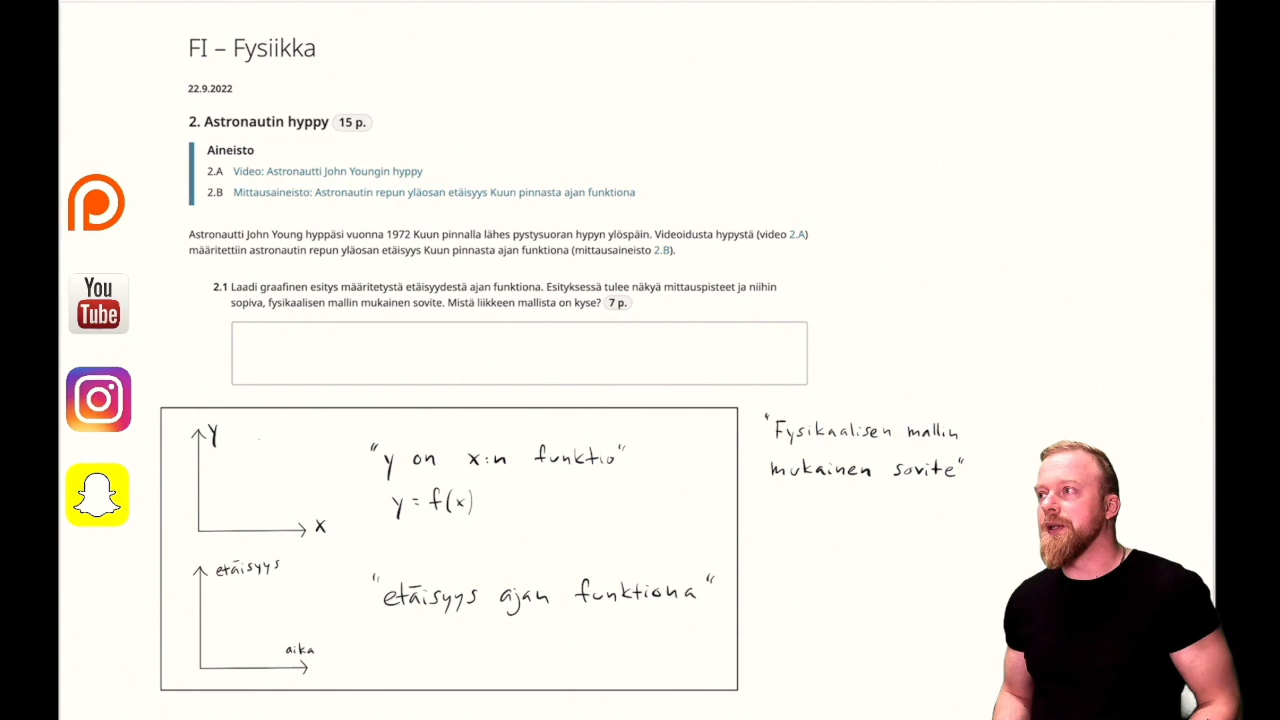 FI – Fysiikka
22.9.2022
2. Astronautin hyppy 15 p.
Aineisto
2.A Video: Astronautti John Youngin hyppy
2.B Mittausaineisto: Astronautin repun yläosan etäisyys Kuun pinnasta ajan funktiona
Astronautti John Young hyppäsi vuonna 1972 Kuun pinnalla lähes pystysuoran hypyn ylöspäin. Videoidusta hypystä (video 2.A)
määritettiin astronautin repun yläosan etäisyys Kuun pinnasta ajan funktiona (mittausaineisto 2.B).
2.1 Laadi graafinen esitys määritetystä etäisyydestä ajan funktiona. Esityksessä tulee näkyä mittauspisteet ja niihin
sopiva, fysikaalisen mallin mukainen sovite. Mistä liikkeen mallista on kyse? 7 p.
You
Tube
y
"y on x:n funktio"
y = f(x)
x
etäisyys
"etäisyys ajan funktiona"
aika
"Fysikaalisen mallin
mukainen sovite"